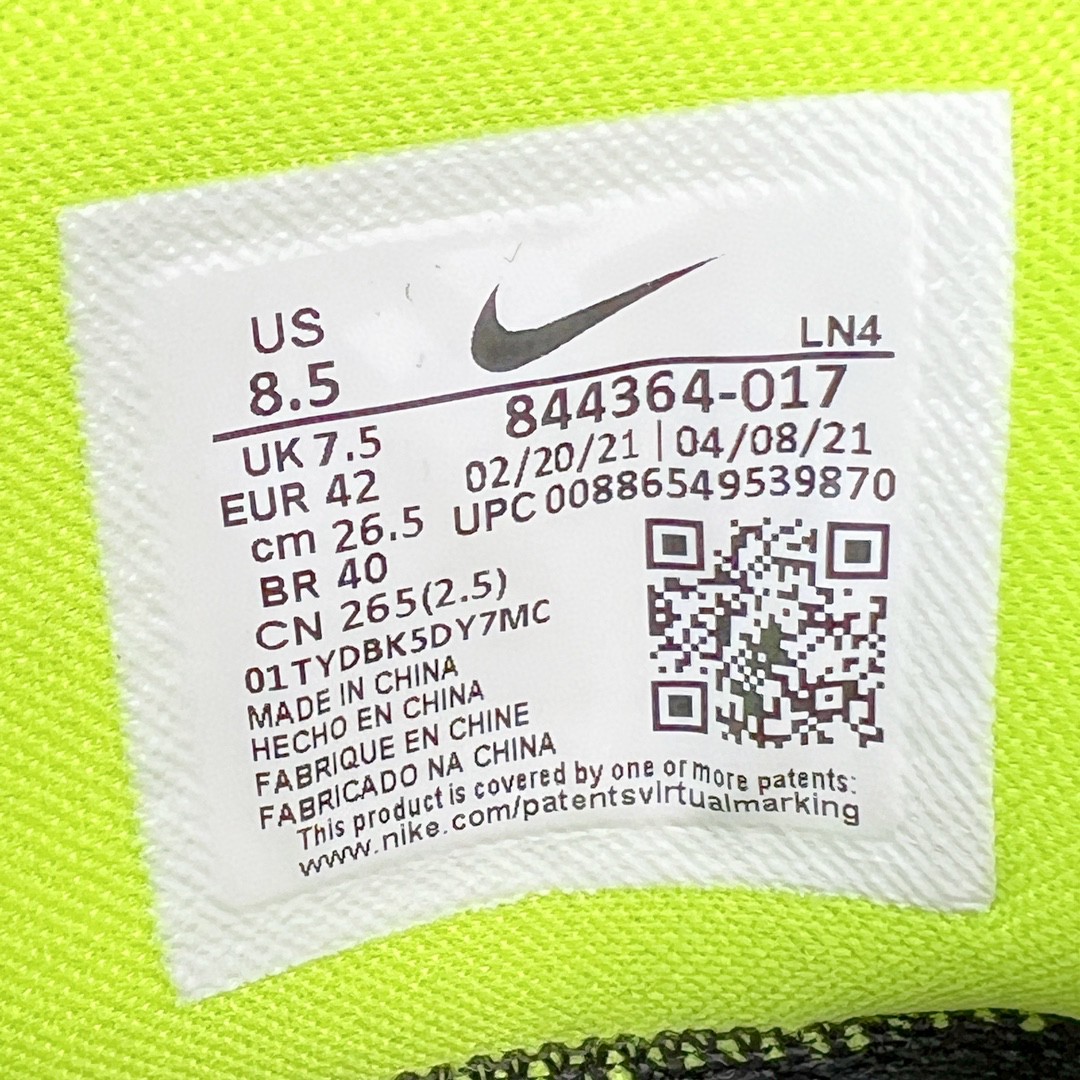 US
8.5
LN4
844364-017
UK 7.5
02/20/21 | 04/08/21
EUR 42
UPC 00886549539870
cm 26.5
BR 40
CN 265(2.5)
01TYDBK5DY7MC
MADE IN CHINA
HECHO EN CHINA
FABRIQUE EN CHINE
FABRICADO NA CHINA
This product is covered by one or more patents:
www.nike.com/patentsvirtualmarking